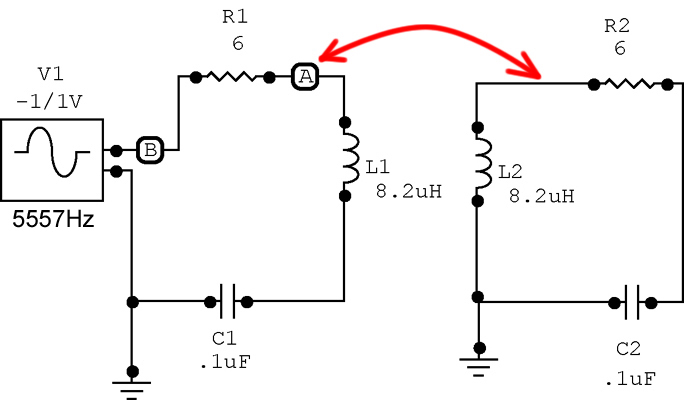 R1
6
A
R2
6
V1
-1/1V
B
L1
8.2uH
L2
8.2uH
5557Hz
C1
.1uF
C2
.1uF